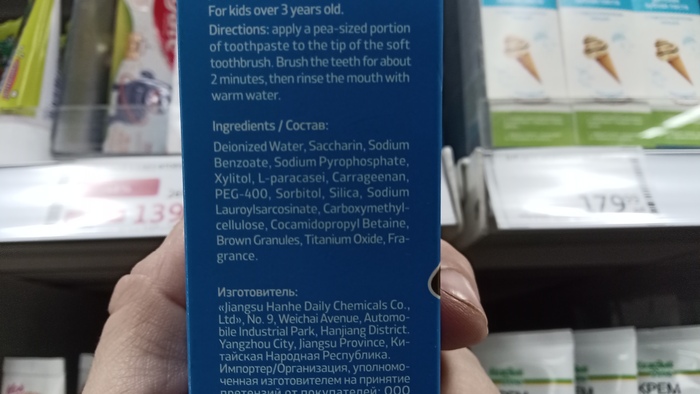 For kids over 3 years old.
Directions: apply a pea-sized portion
of toothpaste to the tip of the soft
toothbrush. Brush the teeth for about
2 minutes, then rinse the mouth with
warm water.
Ingredients / Состав:
Deionized Water, Saccharin, Sodium
Benzoate, Sodium Pyrophosphate,
Xylitol, L-paracasei, Carrageenan,
PEG-400, Sorbitol, Silica, Sodium
Lauroylsarcosinate, Carboxymethyl-
cellulose, Cocamidopropyl Betaine,
Brown Granules, Titanium Oxide, Fra-
grance.
Изготовитель:
«Jiangsu Hanhe Daily Chemicals Co.,
Ltd», No. 9, Weichai Avenue, Automo-
bile Industrial Park, Hanjiang District.
Yangzhou City, Jiangsu Province, Ки-
тайская Народная Республика.
Импортер/Организация, уполномо-
ченная изготовителем на принятие
претензий от покупателей: ООО
139
179
КРЕМ